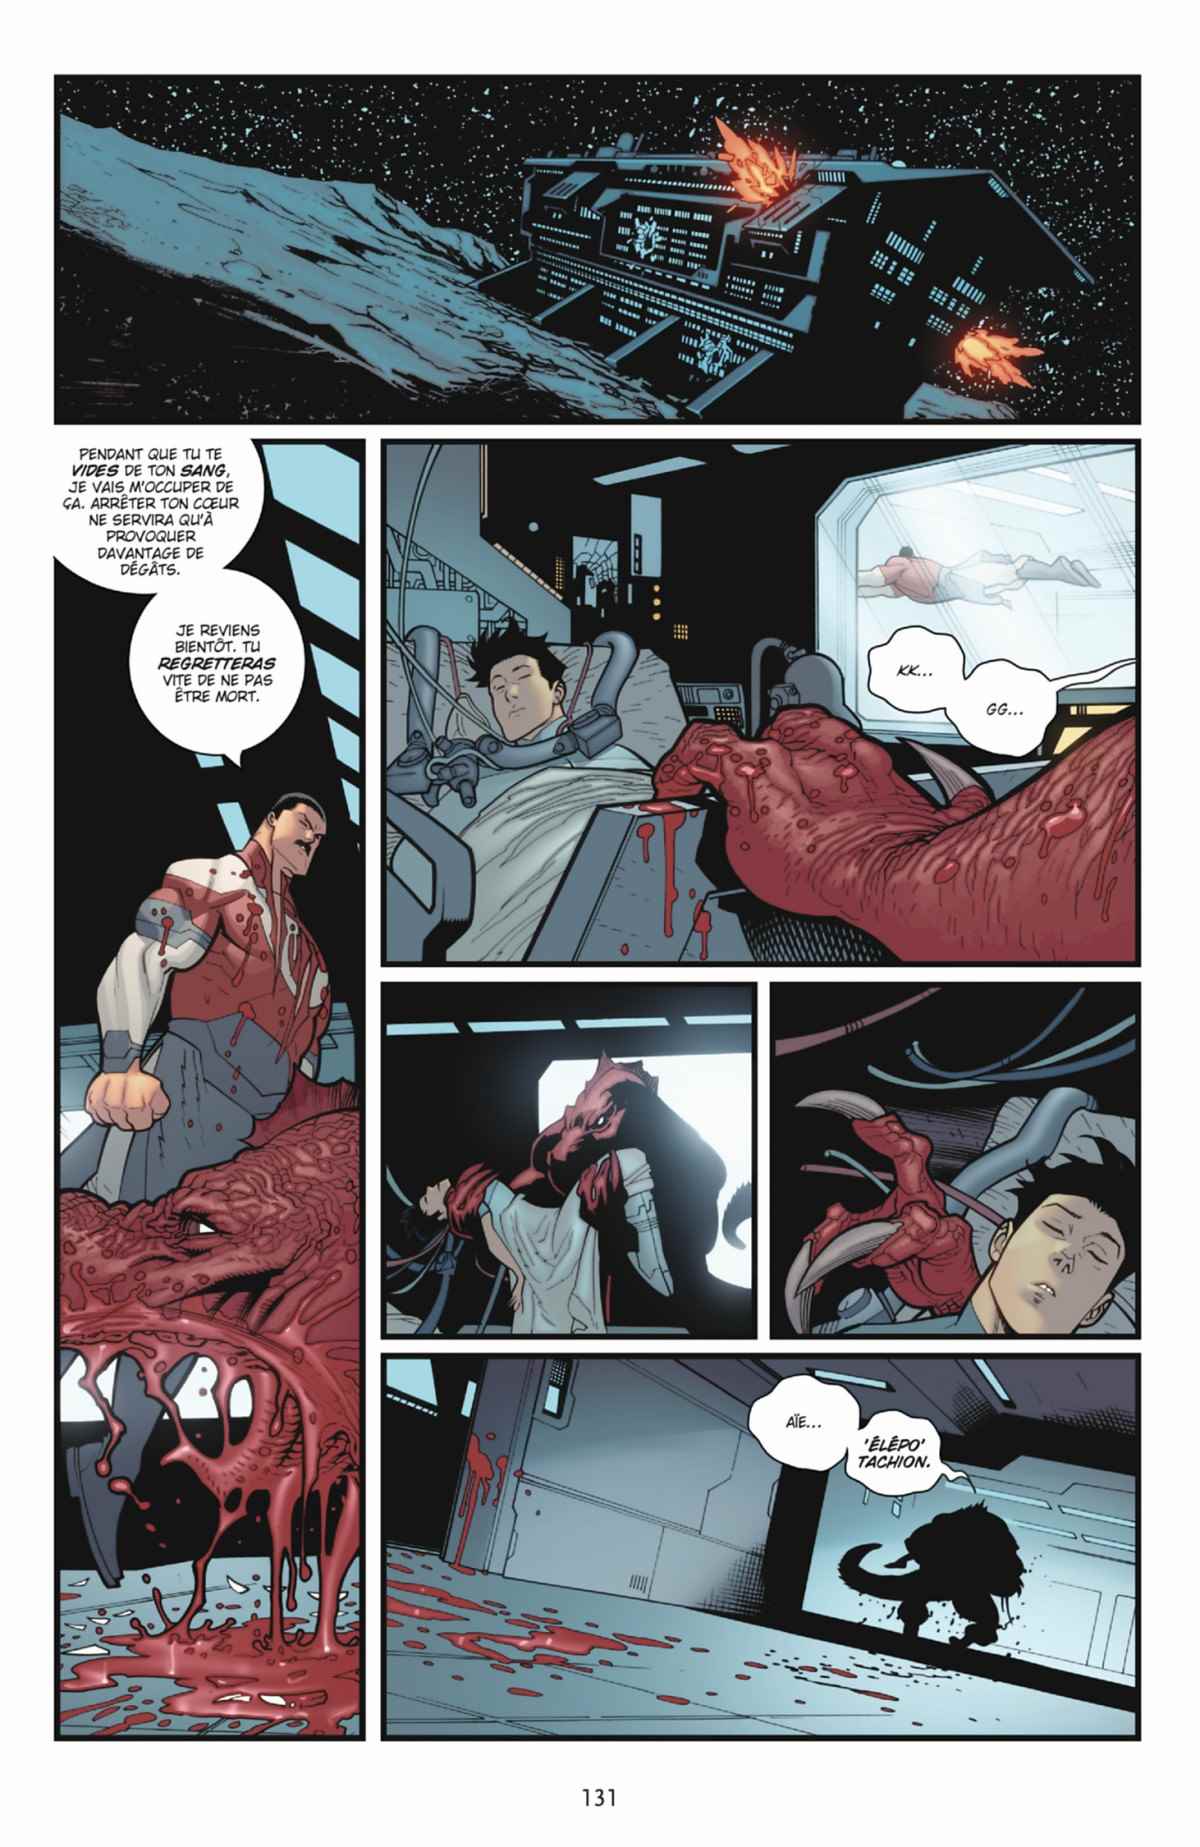 PENDANT QUE TU TE
VIDES DE TON SANG,
JE VAIS M'OCCUPER DE
ÇA. ARRÊTER TON CŒUR
NE SERVIRA QU'À
PROVOQUER
DAVANTAGE DE
DÉGÂTS.
JE REVIENS
BIENTÔT. TU
REGRETTERAS
VITE DE NE PAS
ÊTRE MORT.
KK...
GG...
AÏE...
'ÉLÉPO'
TACHION.
131